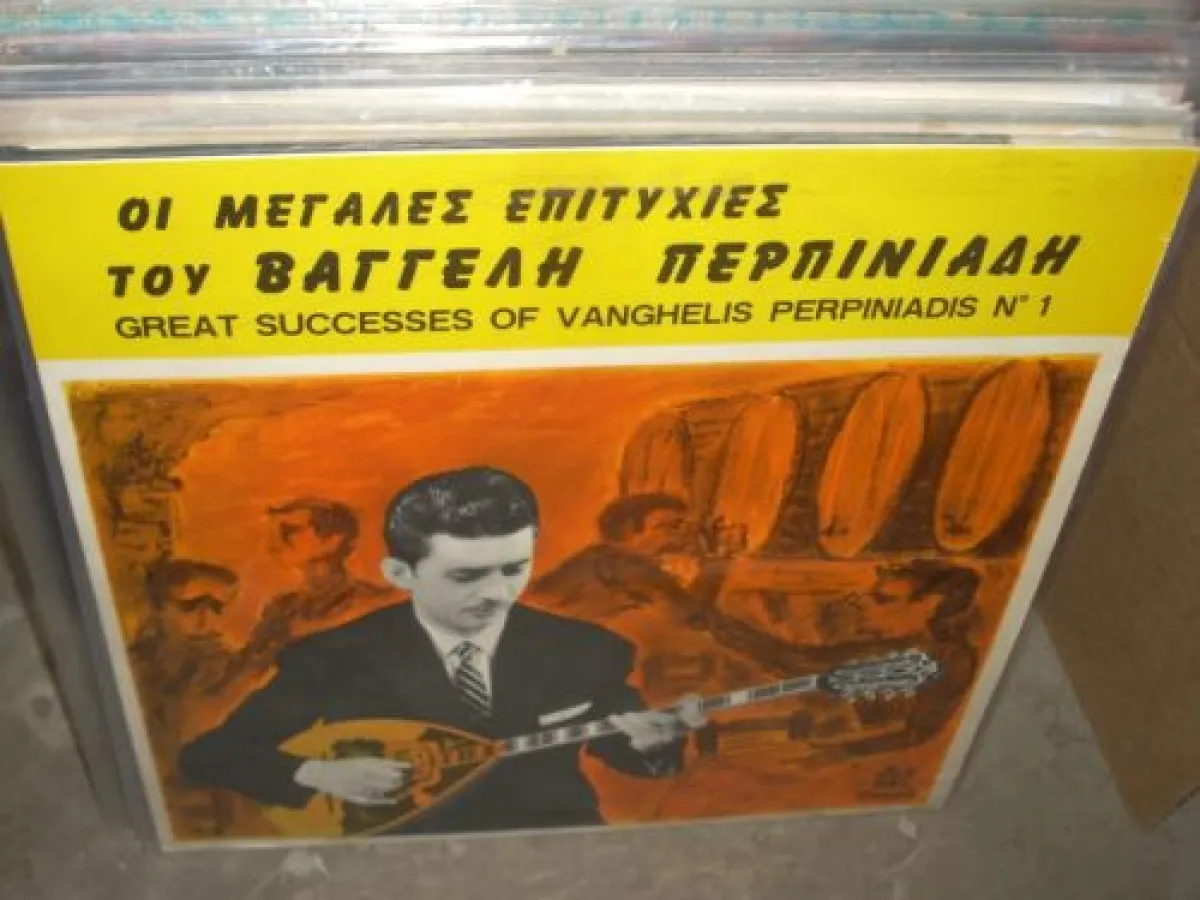 ΟΙ ΜΕΓΑΛΕΣ ΕΠΙΤΥΧΙΕΣ
ΤΟΥ ΒΑΓΓΕΛΗ ΠΕΡΠΙΝΙΑΔΗ
GREAT SUCCESSES OF VANGHELIS PERPINIADIS N° 1